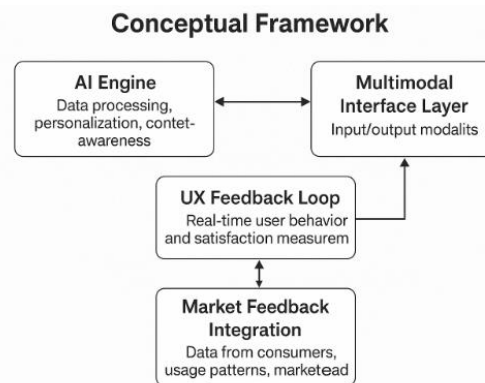 Conceptual Framework
AI Engine
Data processing,
personalization, contet-
awareness
Multimodal
Interface Layer
Input/output modalits
UX Feedback Loop
Real-time user behavior
and satisfaction measurem
Market Feedback
Integration
Data from consumers,
usage patterns, marketead